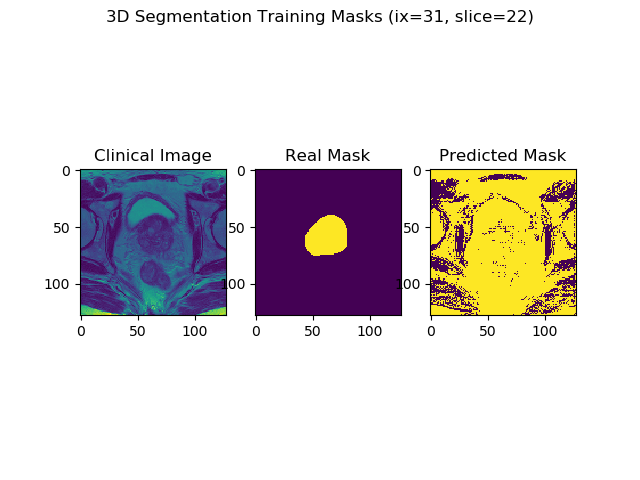 3D Segmentation Training Masks (ix=31, slice=22)
Clinical Image Real Mask Predicted Mask
0 0 0
50 50 50
100 100 100
0 50 100 0 50 100 0 50 100